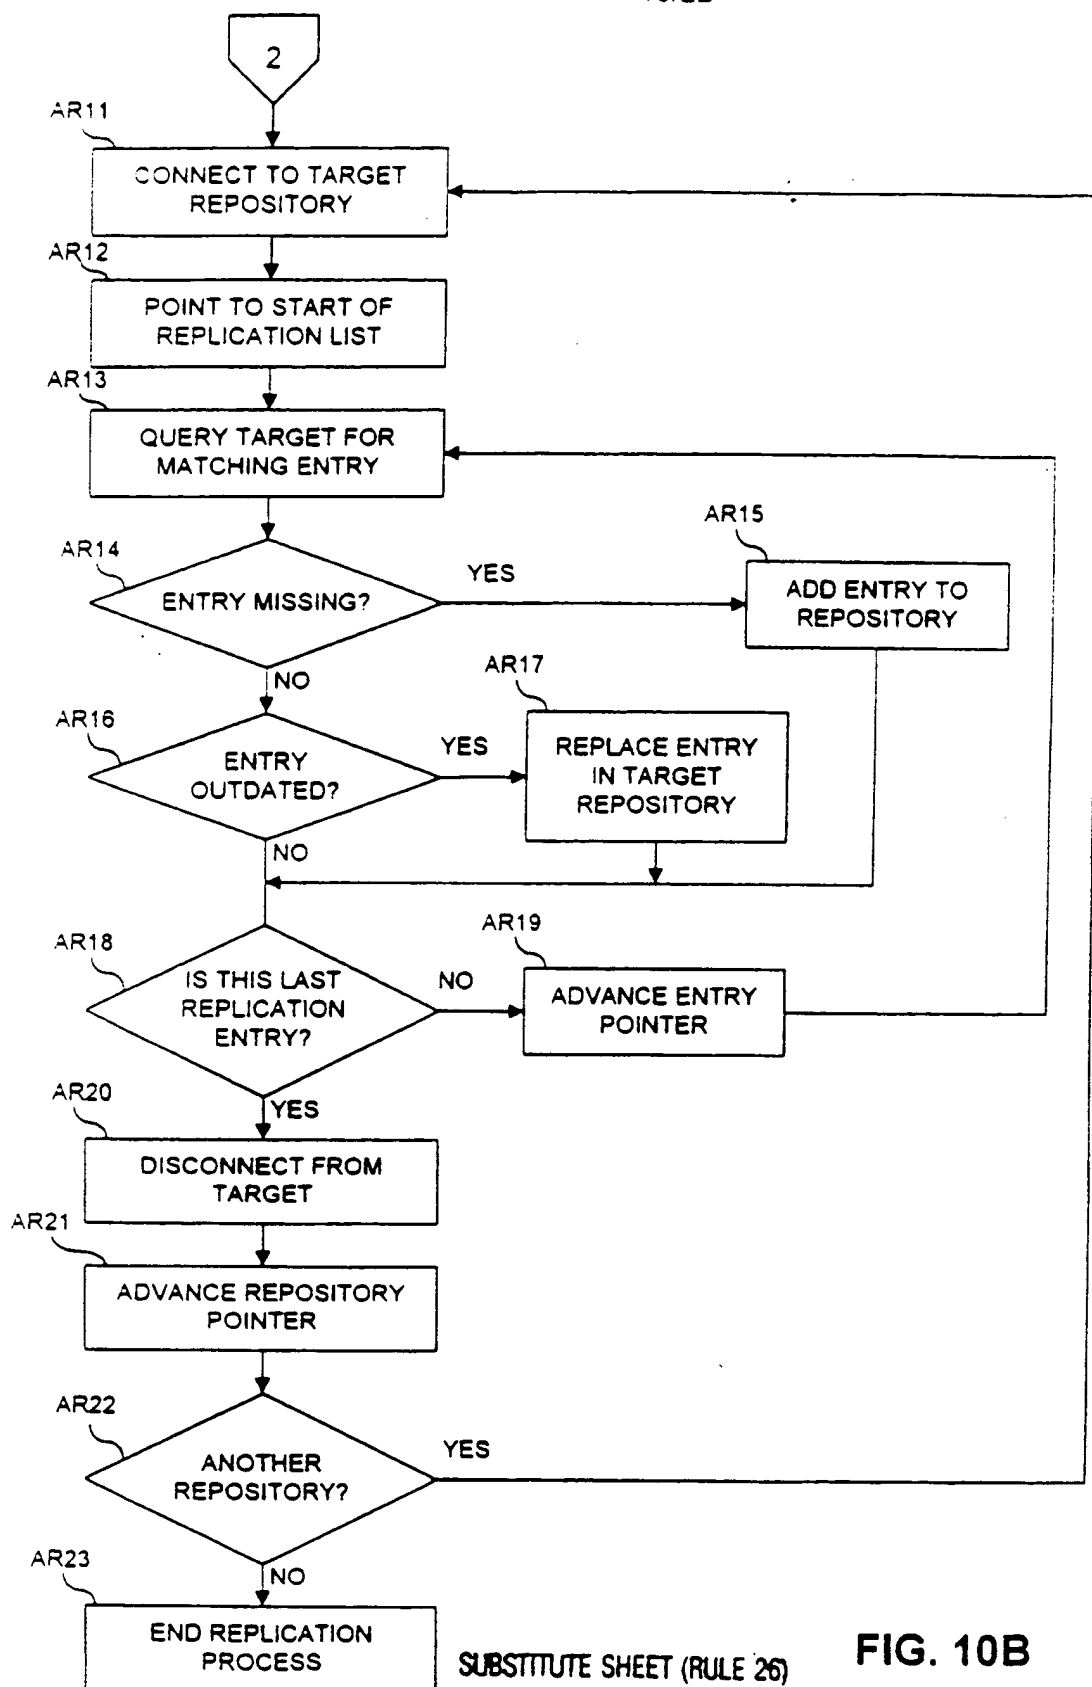 2
AR11
CONNECT TO TARGET
REPOSITORY
AR12
POINT TO START OF
REPLICATION LIST
AR13
QUERY TARGET FOR
MATCHING ENTRY
AR14
ENTRY MISSING?
YES
AR15
ADD ENTRY TO
REPOSITORY
NO
AR16
ENTRY
OUTDATED?
YES
AR17
REPLACE ENTRY
IN TARGET
REPOSITORY
NO
AR18
IS THIS LAST
REPLICATION
ENTRY?
NO
AR19
ADVANCE ENTRY
POINTER
YES
AR20
DISCONNECT FROM
TARGET
AR21
ADVANCE REPOSITORY
POINTER
AR22
ANOTHER
REPOSITORY?
YES
NO
AR23
END REPLICATION
PROCESS
SUBSTITUTE SHEET (RULE 26)
FIG. 10B